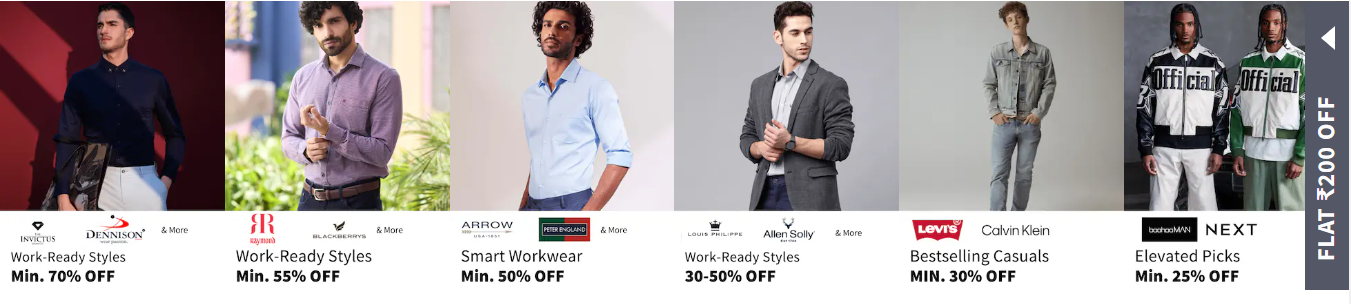 Official
Official
THE
INVICTUS
DENNISON
& More
Work-Ready Styles
Min. 70% OFF
Raymond
BLACKBERRYS
& More
Work-Ready Styles
Min. 55% OFF
ARROW
USA·1851
PETER ENGLAND
& More
Smart Workwear
Min. 50% OFF
LOUIS PHILIPPE
Allen Solly
& More
Work-Ready Styles
30-50% OFF
LEVI'S
Calvin Klein
Bestselling Casuals
MIN. 30% OFF
boohooMAN
NEXT
Elevated Picks
Min. 25% OFF
FLAT ₹200 OFF